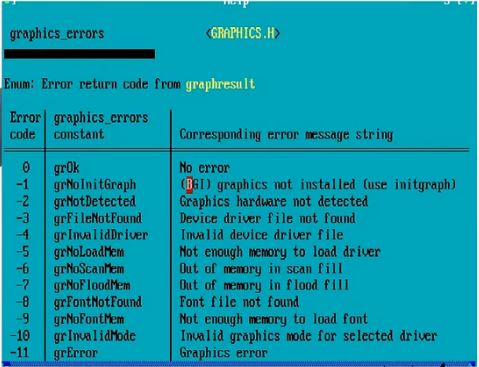 Help
graphics_errors <GRAPHICS.H>
Enum: Error return code from graphresult
Error graphics_errors
code constant Corresponding error message string
0 grOk No error
-1 grNoInitGraph (BGI) graphics not installed (use initgraph)
-2 grNotDetected Graphics hardware not detected
-3 grFileNotFound Device driver file not found
-4 grInvalidDriver Invalid device driver file
-5 grNoLoadMem Not enough memory to load driver
-6 grNoScanMem Out of memory in scan fill
-7 grNoFloodMem Out of memory in flood fill
-8 grFontNotFound Font file not found
-9 grNoFontMem Not enough memory to load font
-10 grInvalidMode Invalid graphics mode for selected driver
-11 grError Graphics error